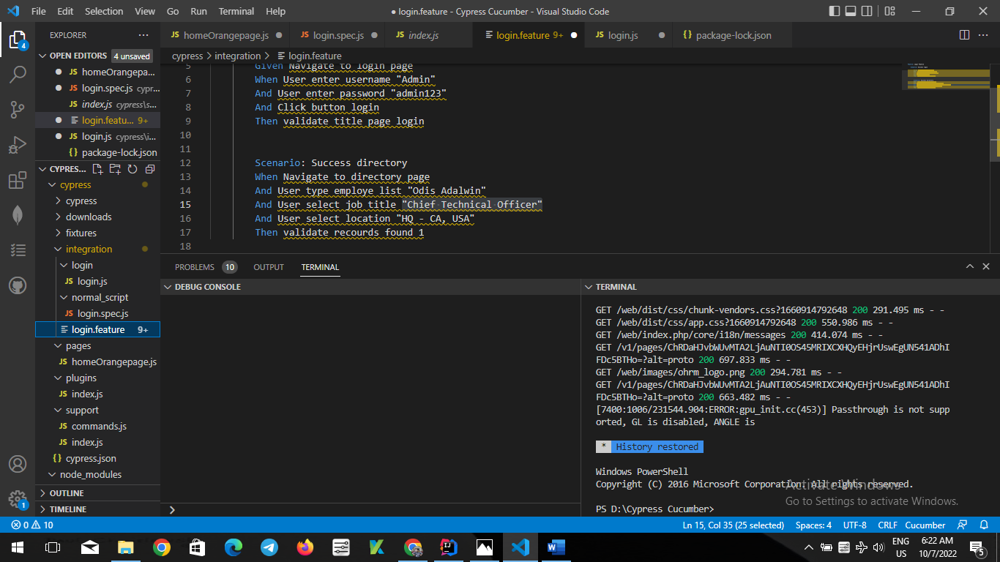 File Edit Selection View Go Run Terminal Help
● login.feature - Cypress Cucumber - Visual Studio Code
EXPLORER
OPEN EDITORS 4 unsaved
JS homeOrangepa...
JS login.spec.js cypr...
JS index.js cypress\s...
login.featu... 9+
JS login.js cypress\i...
{} package-lock.json
CYPRES...
cypress
cypress
downloads
fixtures
integration
login
JS login.js
normal_script
JS login.spec.js
login.feature 9+
pages
JS homeOrangepage.js
plugins
JS index.js
support
JS commands.js
JS index.js
{} cypress.json
node_modules
OUTLINE
TIMELINE
4
1
JS homeOrangepage.js
JS login.spec.js
JS index.js
login.feature 9+
JS login.js
{} package-lock.json
cypress > integration > login.feature
5 Given Navigate to login page
6 When User enter username "Admin"
7 And User enter password "admin123"
8 And Click button login
9 Then validate title page login
10
11
12 Scenario: Success directory
13 When Navigate to directory page
14 And User type employe list "Odis Adalwin"
15 And User select job title "Chief Technical Officer"
16 And User select location "HQ - CA, USA"
17 Then validate recourds found 1
18
PROBLEMS 10 OUTPUT TERMINAL
DEBUG CONSOLE
TERMINAL
GET /web/dist/css/chunk-vendors.css?1660914792648 200 291.495 ms - -
GET /web/dist/css/app.css?1660914792648 200 550.986 ms - -
GET /web/index.php/core/i18n/messages 200 414.074 ms - -
GET /v1/pages/ChRDaHJvbWUvMTA2LjAuNTI0OS45MRIXCXHQyEHjrUswEgUN541ADhI
FDc5BTHo=?alt=proto 200 697.833 ms - -
GET /web/images/ohrm_logo.png 200 294.781 ms - -
GET /v1/pages/ChRDaHJvbWUvMTA2LjAuNTI0OS45MRIXCXHQyEHjrUswEgUN541ADhI
FDc5BTHo=?alt=proto 200 663.482 ms - -
[7400:1006/231544.904:ERROR:gpu_init.cc(453)] Passthrough is not supp
orted, GL is disabled, ANGLE is
* History restored
Windows PowerShell
Copyright (C) 2016 Microsoft Corporation. All rights reserved.
PS D:\Cypress Cucumber>
Activate Windows
Go to Settings to activate Windows.
0 10
Ln 15, Col 35 (25 selected) Spaces: 4 UTF-8 CRLF Cucumber
ENG
US
6:22 AM
10/7/2022
5